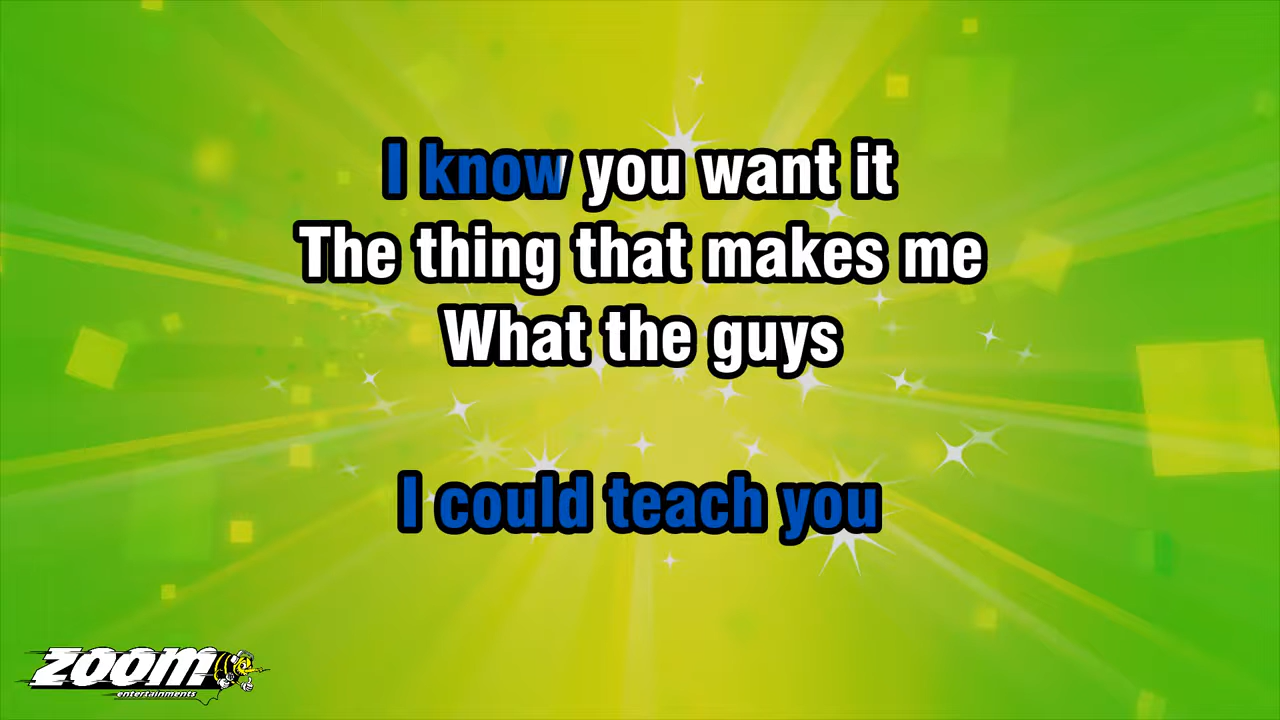 I know you want it
The thing that makes me
What the guys
I could teach you
ZOOM
entertainments